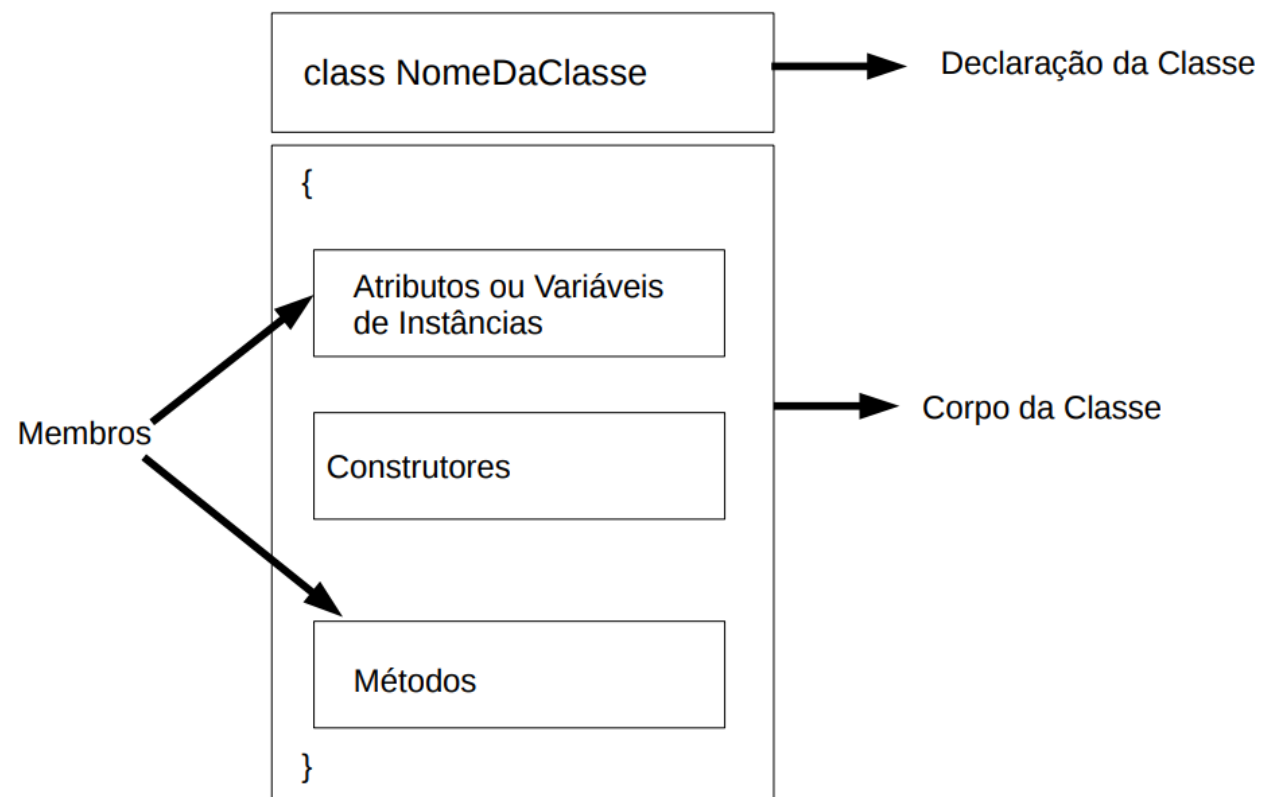 class NomeDaClasse
Declaração da Classe
{
Atributos ou Variáveis
de Instâncias
Membros
Construtores
Corpo da Classe
Métodos
}